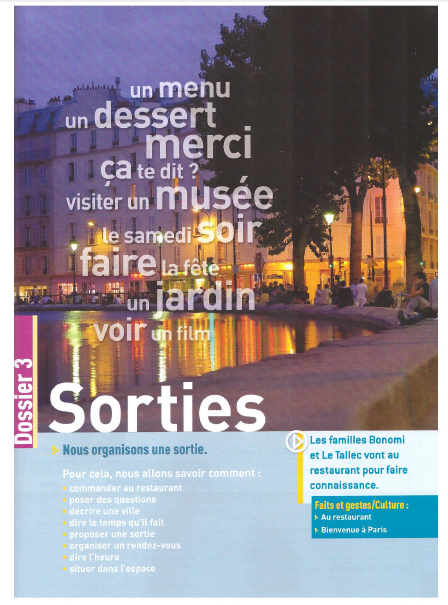 un menu
un dessert
merci
ça te dit ?
visiter un musée
le samedi soir
faire la fête
un jardin
voir un film
Dossier 3
Sorties
Nous organisons une sortie.
Pour cela, nous allons savoir comment :
commander au restaurant
poser des questions
décrire une ville
dire le temps qu'il fait
proposer une sortie
organiser un rendez-vous
dire l'heure
situer dans l'espace
Les familles Bonomi
et Le Tallec vont au
restaurant pour faire
connaissance.
Faits et gestes/Culture :
Au restaurant
Bienvenue à Paris